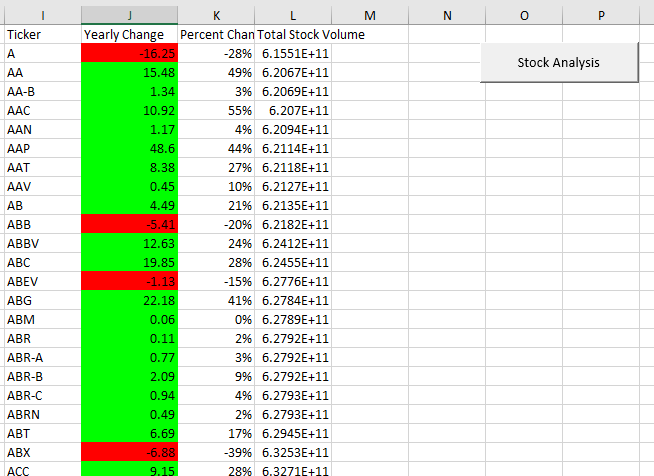 I J K L M N O P
Ticker Yearly Change Percent Chan Total Stock Volume
A -16.25 -28% 6.1551E+11
Stock Analysis
AA 15.48 49% 6.2067E+11
AA-B 1.34 3% 6.2069E+11
AAC 10.92 55% 6.207E+11
AAN 1.17 4% 6.2094E+11
AAP 48.6 44% 6.2114E+11
AAT 8.38 27% 6.2118E+11
AAV 0.45 10% 6.2127E+11
AB 4.49 21% 6.2135E+11
ABB -5.41 -20% 6.2182E+11
ABBV 12.63 24% 6.2412E+11
ABC 19.85 28% 6.2455E+11
ABEV -1.13 -15% 6.2776E+11
ABG 22.18 41% 6.2784E+11
ABM 0.06 0% 6.2789E+11
ABR 0.11 2% 6.2792E+11
ABR-A 0.77 3% 6.2792E+11
ABR-B 2.09 9% 6.2792E+11
ABR-C 0.94 4% 6.2793E+11
ABRN 0.49 2% 6.2793E+11
ABT 6.69 17% 6.2945E+11
ABX -6.88 -39% 6.3253E+11
ACC 9.15 28% 6.3271E+11